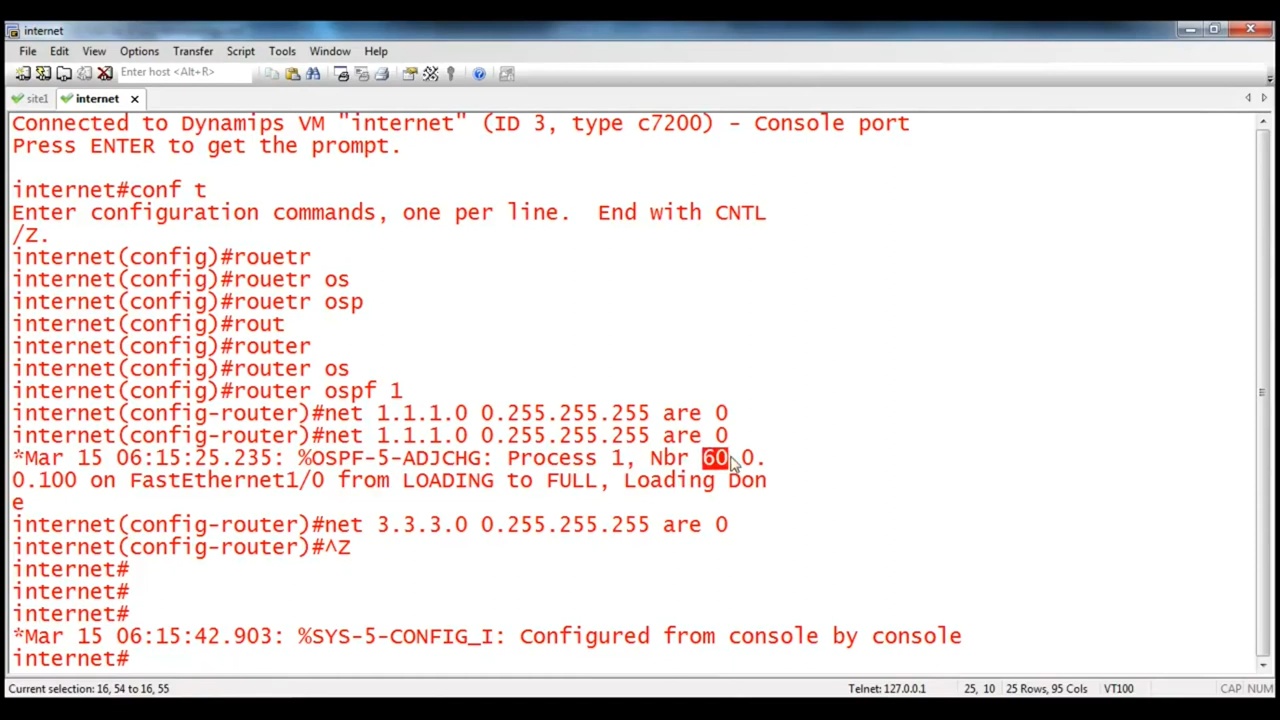 internet
File Edit View Options Transfer Script Tools Window Help
Enter host <Alt+R>
site1 internet
Connected to Dynamips VM "internet" (ID 3, type c7200) - Console port
Press ENTER to get the prompt.
internet#conf t
Enter configuration commands, one per line.  End with CNTL
/Z.
internet(config)#rouetr
internet(config)#rouetr os
internet(config)#rouetr osp
internet(config)#rout
internet(config)#router
internet(config)#router os
internet(config)#router ospf 1
internet(config-router)#net 1.1.1.0 0.255.255.255 are 0
internet(config-router)#net 1.1.1.0 0.255.255.255 are 0
*Mar 15 06:15:25.235: %OSPF-5-ADJCHG: Process 1, Nbr 60.0.
0.100 on FastEthernet1/0 from LOADING to FULL, Loading Don
e
internet(config-router)#net 3.3.3.0 0.255.255.255 are 0
internet(config-router)#^Z
internet#
internet#
internet#
*Mar 15 06:15:42.903: %SYS-5-CONFIG_I: Configured from console by console
internet#
Current selection: 16, 54 to 16, 55 Telnet: 127.0.0.1 25, 10 25 Rows, 95 Cols VT100 CAP NUM